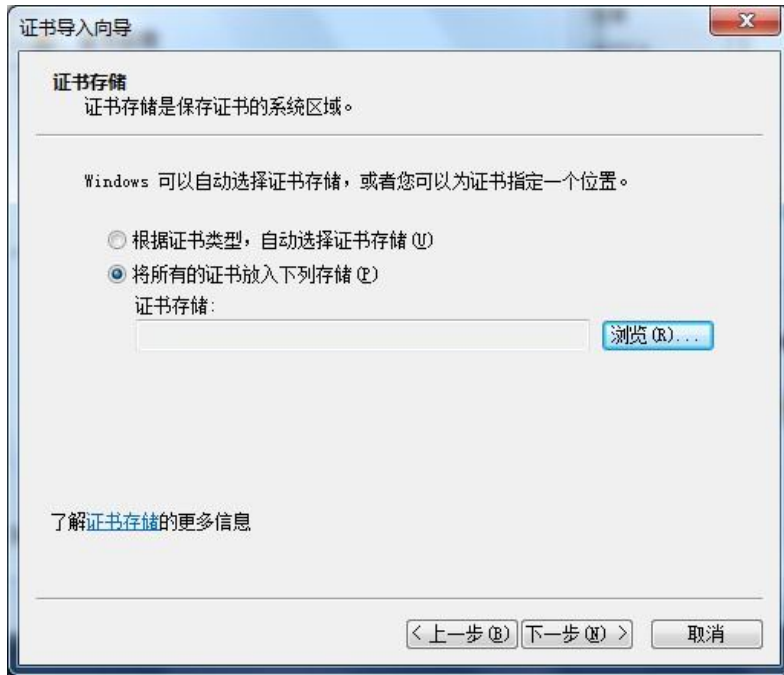 证书导入向导
证书存储
证书存储是保存证书的系统区域。
Windows 可以自动选择证书存储，或者您可以为证书指定一个位置。
根据证书类型，自动选择证书存储(U)
将所有的证书放入下列存储(P)
证书存储:
浏览(R)...
了解证书存储的更多信息
< 上一步(B) 下一步(N) > 取消